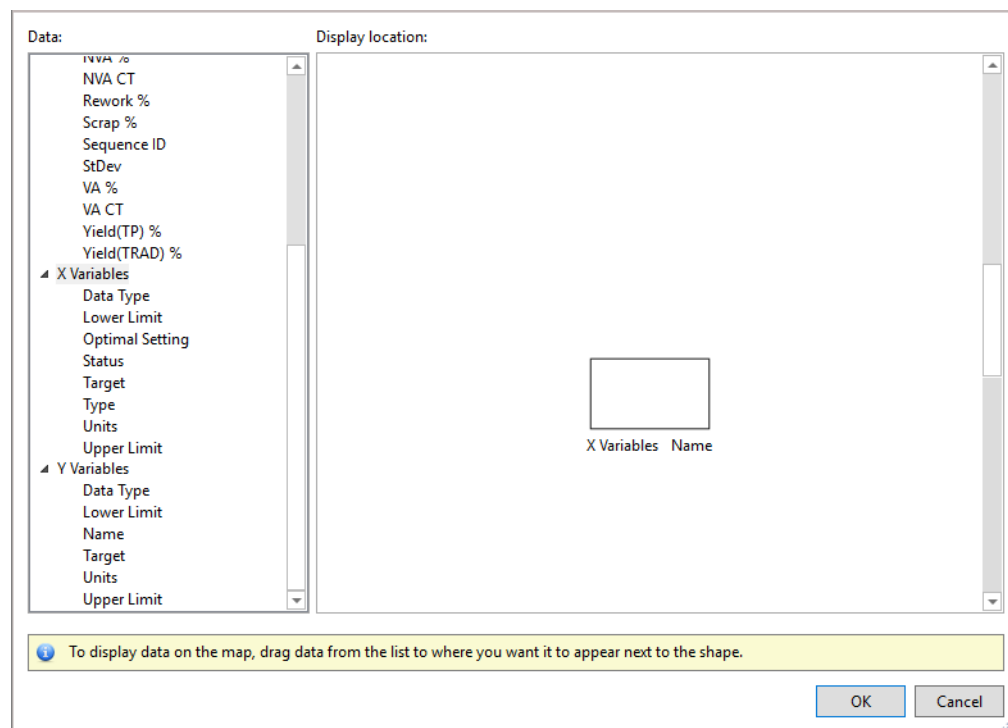 Data:
Display location:
NVA %
NVA CT
Rework %
Scrap %
Sequence ID
StDev
VA %
VA CT
Yield(TP) %
Yield(TRAD) %
X Variables
Data Type
Lower Limit
Optimal Setting
Status
Target
Type
Units
Upper Limit
Y Variables
Data Type
Lower Limit
Name
Target
Units
Upper Limit
X Variables Name
To display data on the map, drag data from the list to where you want it to appear next to the shape.
OK
Cancel